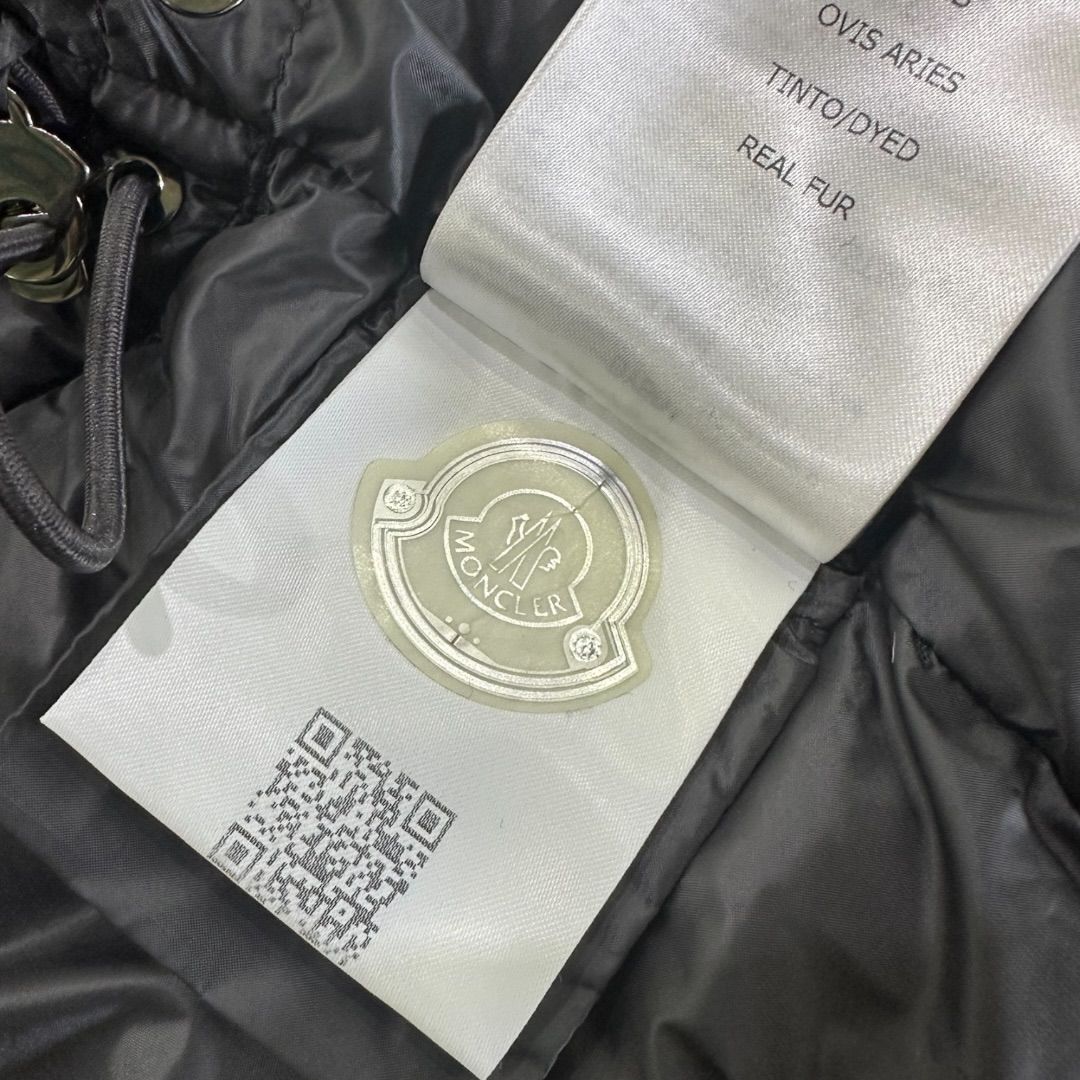 OVIS ARIES
TINTO/DYED
REAL FUR
MONCLER